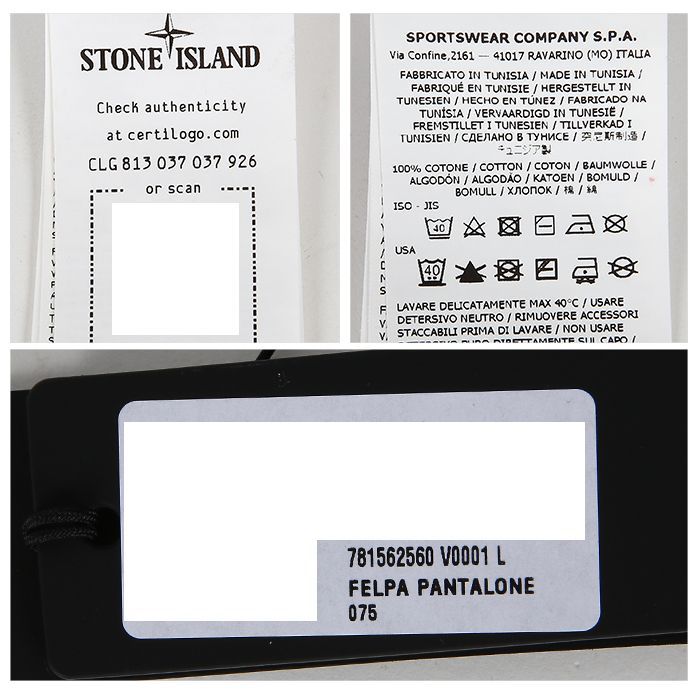 STONE ISLAND
Check authenticity
at certilogo.com
CLG 813 037 037 926
or scan
SPORTSWEAR COMPANY S.P.A.
Via Confine,2161 — 41017 RAVARINO (MO) ITALIA
FABBRICATO IN TUNISIA / MADE IN TUNISIA /
FABRIQUÉ EN TUNISIE / HERGESTELLT IN
TUNESIEN / HECHO EN TÚNEZ / FABRICADO NA
TUNÍSIA / VERVAARDIGD IN TUNESIË /
FREMSTILLET I TUNESIEN / TILLVERKAD I
TUNISIEN / СДЕЛАНО В ТУНИСЕ / 突尼斯制造 /
チュニジア製
100% COTONE / COTTON / COTON / BAUMWOLLE /
ALGODÓN / ALGODÃO / KATOEN / BOMULD /
BOMULL / ХЛОПОК / 棉 / 綿
ISO - JIS
40
USA
40
LAVARE DELICATAMENTE MAX 40°C / USARE
DETERSIVO NEUTRO / RIMUOVERE ACCESSORI
STACCABILI PRIMA DI LAVARE / NON USARE
DETERSIVO PURO DIRETTAMENTE SUL CAPO /
781562560 V0001 L
FELPA PANTALONE
075